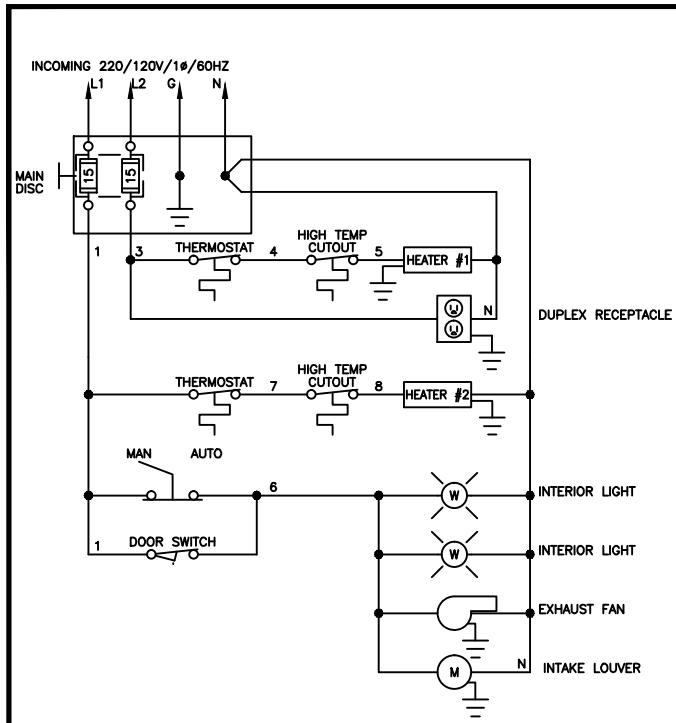 INCOMING 220/120V/1ø/60HZ
L1 L2 G N
MAIN
DISC
15 15
1 3 THERMOSTAT 4 HIGH TEMP
CUTOUT 5 HEATER #1
N
DUPLEX RECEPTACLE
THERMOSTAT 7 HIGH TEMP
CUTOUT 8 HEATER #2
MAN AUTO
6
W INTERIOR LIGHT
1 DOOR SWITCH
W INTERIOR LIGHT
EXHAUST FAN
M N INTAKE LOUVER